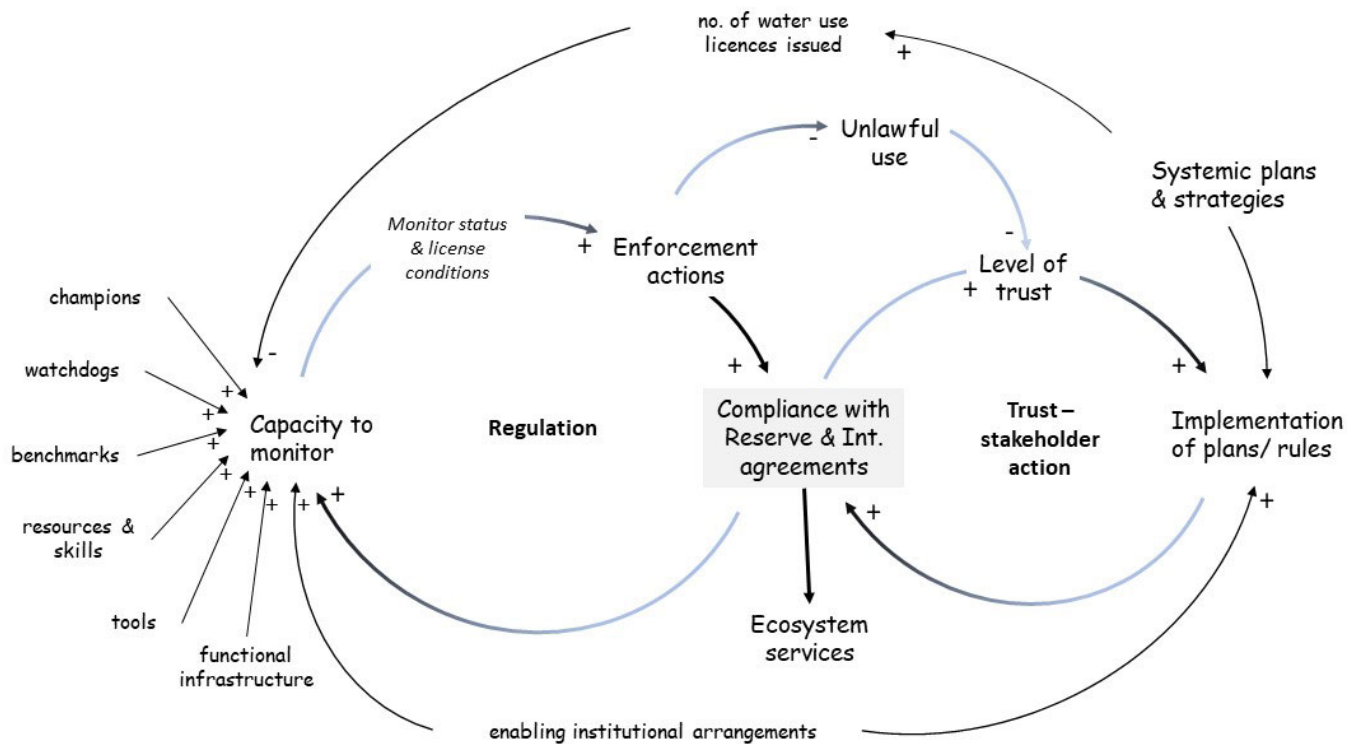 no. of water use
licences issued
+
Unlawful
use
-
Systemic plans
& strategies
Monitor status
& license
conditions
+
Enforcement
actions
-
Level of
trust
+
champions
-
+
+
watchdogs
+
+
Capacity to
monitor
Regulation
Compliance with
Reserve & Int.
agreements
Trust –
stakeholder
action
Implementation
of plans/ rules
benchmarks
+
+
+
+
+
+
+
+
resources &
skills
Ecosystem
services
tools
functional
infrastructure
enabling institutional arrangements